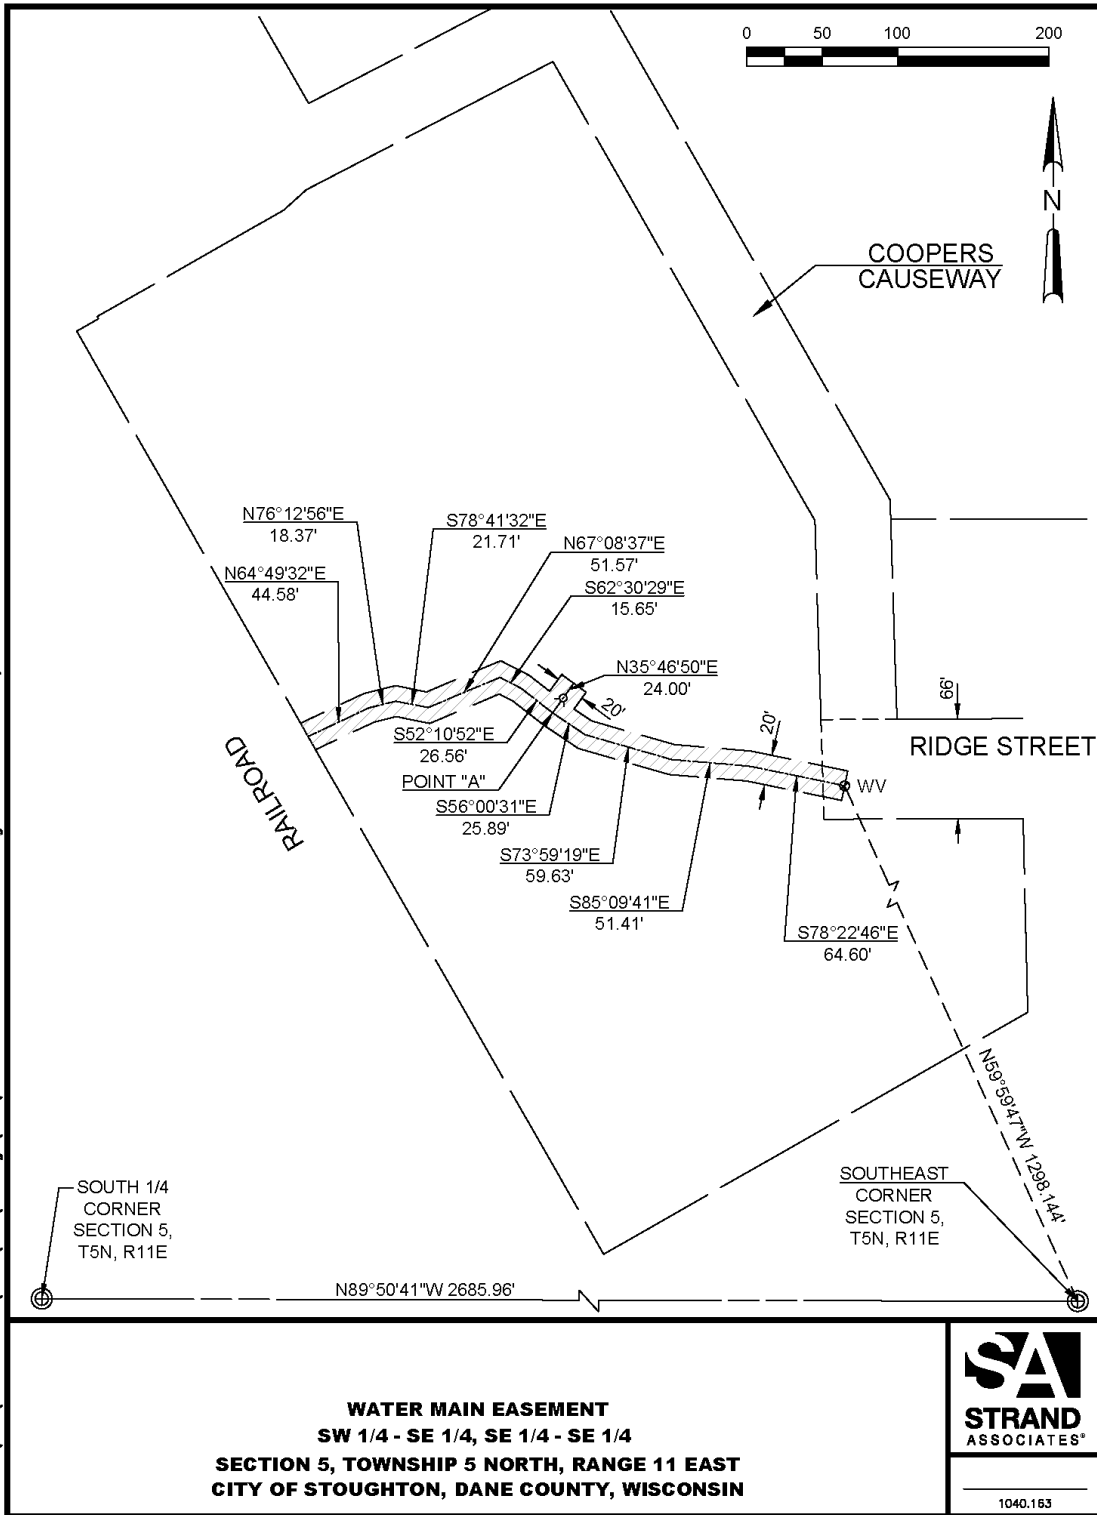 0 50 100 200
N
COOPERS
CAUSEWAY
N76°12'56"E
18.37'
S78°41'32"E
21.71'
N67°08'37"E
51.57'
N64°49'32"E
44.58'
S62°30'29"E
15.65'
N35°46'50"E
24.00'
20'
66'
20'
S52°10'52"E
26.56'
RIDGE STREET
RAILROAD
POINT "A"
WV
S56°00'31"E
25.89'
S73°59'19"E
59.63'
S85°09'41"E
51.41'
S78°22'46"E
64.60'
N59°59'47"W 1298.144'
SOUTH 1/4
CORNER
SECTION 5,
T5N, R11E
SOUTHEAST
CORNER
SECTION 5,
T5N, R11E
N89°50'41"W 2685.96'
WATER MAIN EASEMENT
SW 1/4 - SE 1/4, SE 1/4 - SE 1/4
SECTION 5, TOWNSHIP 5 NORTH, RANGE 11 EAST
CITY OF STOUGHTON, DANE COUNTY, WISCONSIN
SA
STRAND
ASSOCIATES®
1040.163